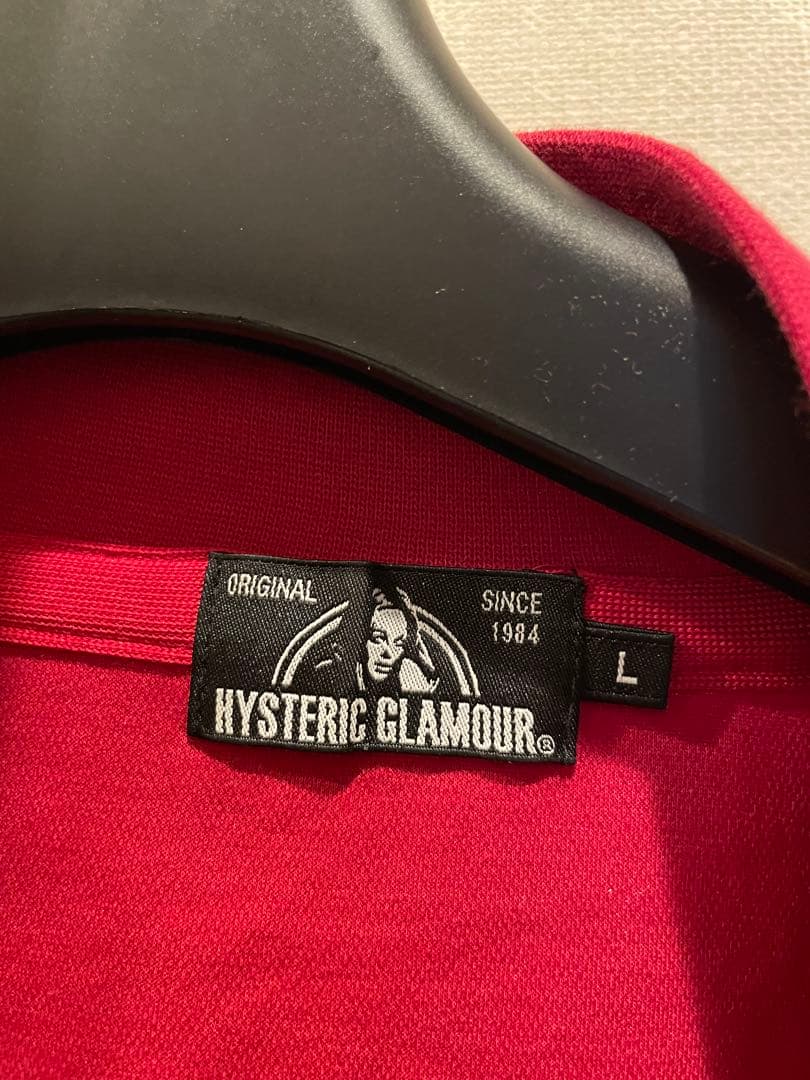 ORIGINAL
SINCE
1984
HYSTERIC GLAMOUR®
L